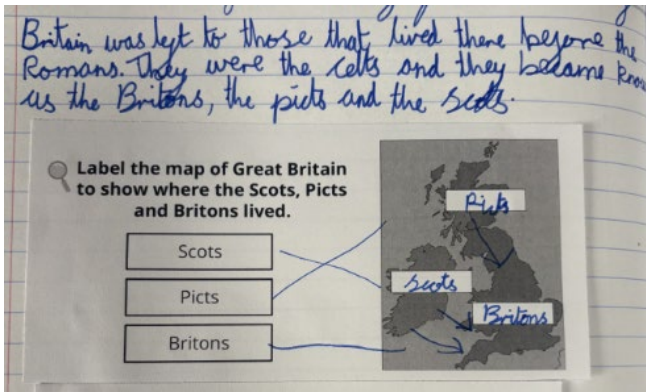 Britain was left to those that lived there before the
Romans. They were the Celts and they became know
as the Britons, the picts and the scots.
Label the map of Great Britain
to show where the Scots, Picts
and Britons lived.
Scots
Picts
Britons
Picts
Scots
Britons